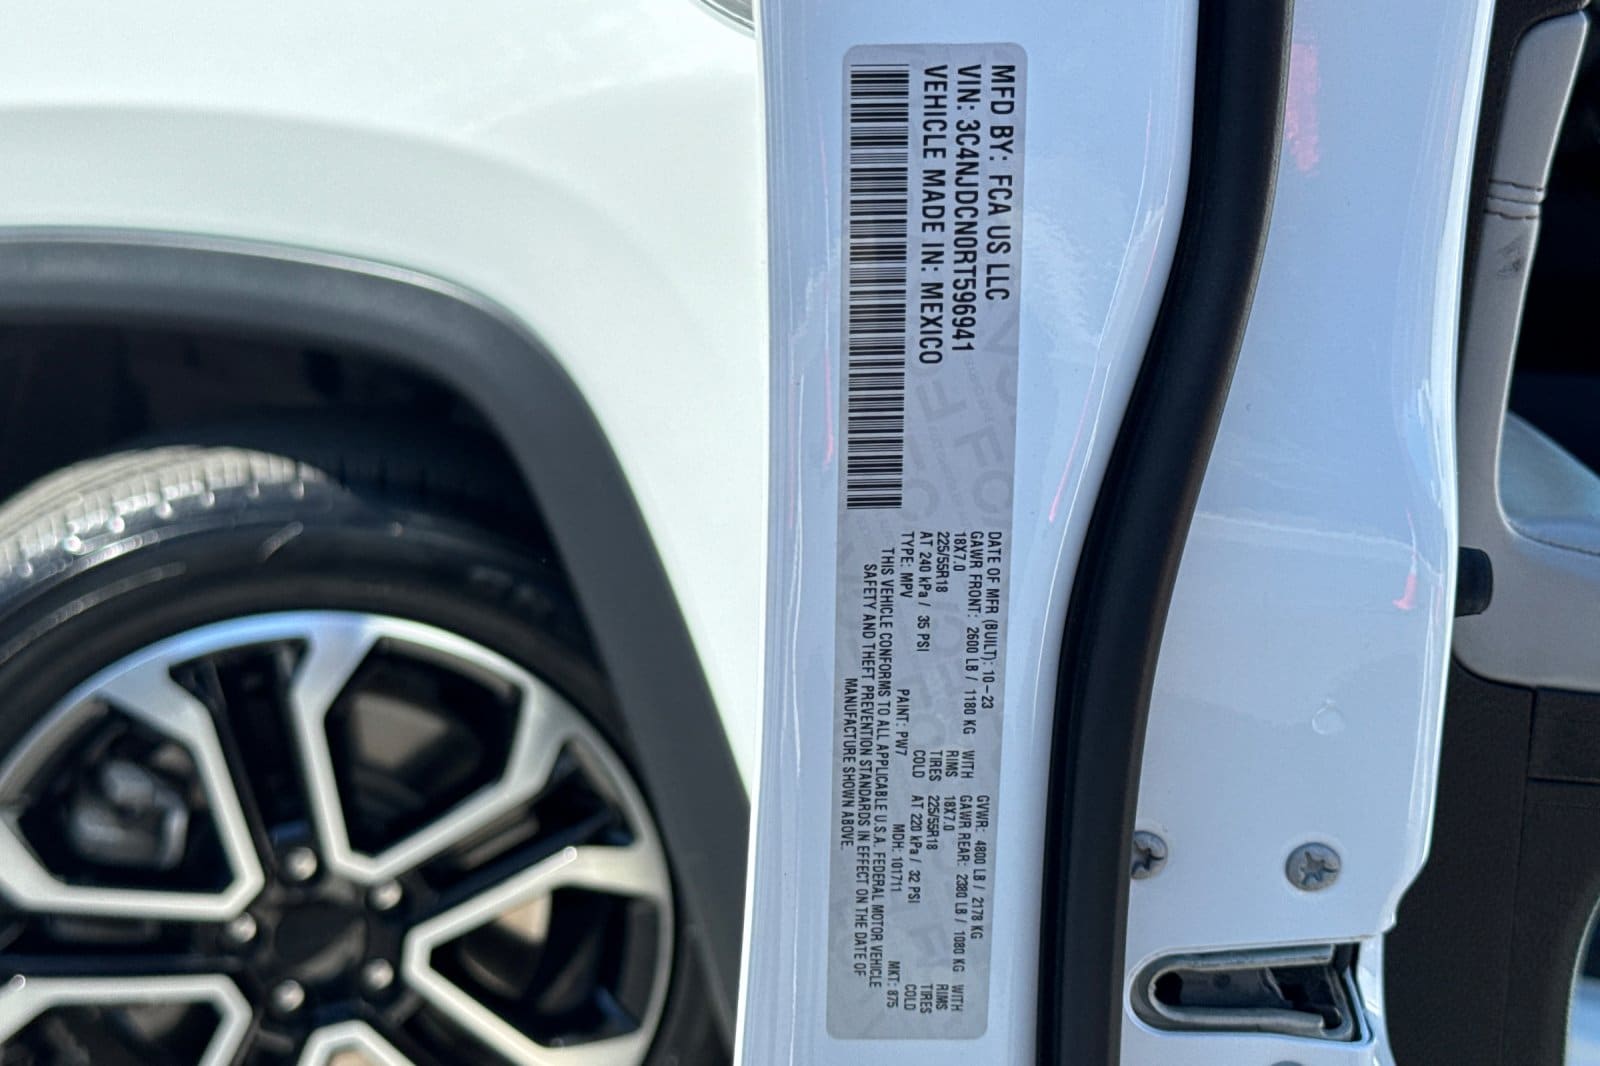 MFD BY: FCA US LLC
VIN: 3C4NJDCN0RT596941
VEHICLE MADE IN: MEXICO
DATE OF MFR (BUILT): 10-23 GVWR: 4800 LB / 2178 KG
GAWR FRONT: 2600 LB / 1180 KG WITH GAWR REAR: 2380 LB / 1080 KG WITH
18X7.0 RIMS 18X7.0 RIMS
225/55R18 TIRES 225/55R18 TIRES
AT 240 kPa / 35 PSI COLD AT 220 kPa / 32 PSI COLD
TYPE: MPV PAINT: PW7 MDH: 101711 MKT: 875
THIS VEHICLE CONFORMS TO ALL APPLICABLE U.S.A. FEDERAL MOTOR VEHICLE
SAFETY AND THEFT PREVENTION STANDARDS IN EFFECT ON THE DATE OF
MANUFACTURE SHOWN ABOVE.